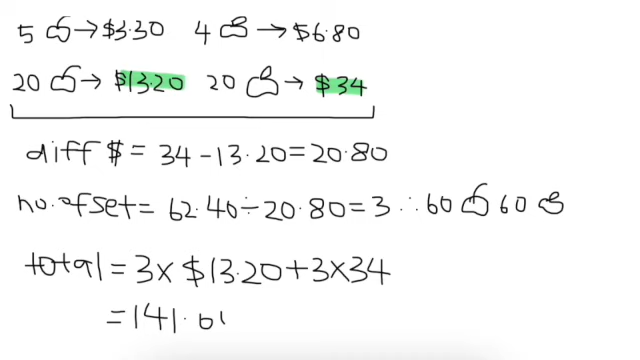 5 → $3.30 4 → $6.80
20 → $13.20 20 → $34
diff $ = 34 - 13.20 = 20.80
no. of set = 62.40 ÷ 20.80 = 3 ∴ 60 60
total = 3 x $13.20 + 3 x 34
= 141.6